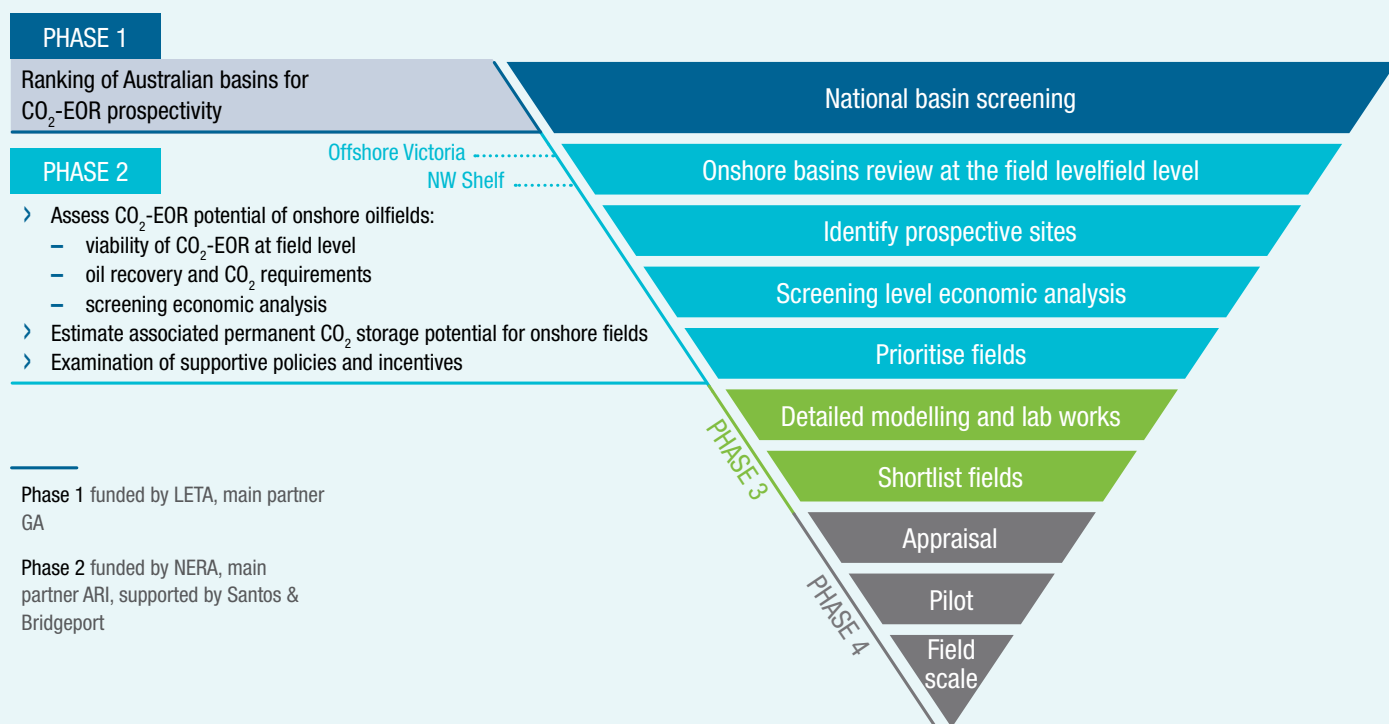 PHASE 1
Ranking of Australian basins for
CO₂-EOR prospectivity
National basin screening
PHASE 2
Offshore Victoria
NW Shelf
Onshore basins review at the field levelfield level
› Assess CO₂-EOR potential of onshore oilfields:
– viability of CO₂-EOR at field level
– oil recovery and CO₂ requirements
– screening economic analysis
› Estimate associated permanent CO₂ storage potential for onshore fields
› Examination of supportive policies and incentives
Identify prospective sites
Screening level economic analysis
Prioritise fields
PHASE 3
Detailed modelling and lab works
Shortlist fields
PHASE 4
Appraisal
Pilot
Field
scale
Phase 1 funded by LETA, main partner
GA
Phase 2 funded by NERA, main
partner ARI, supported by Santos &
Bridgeport